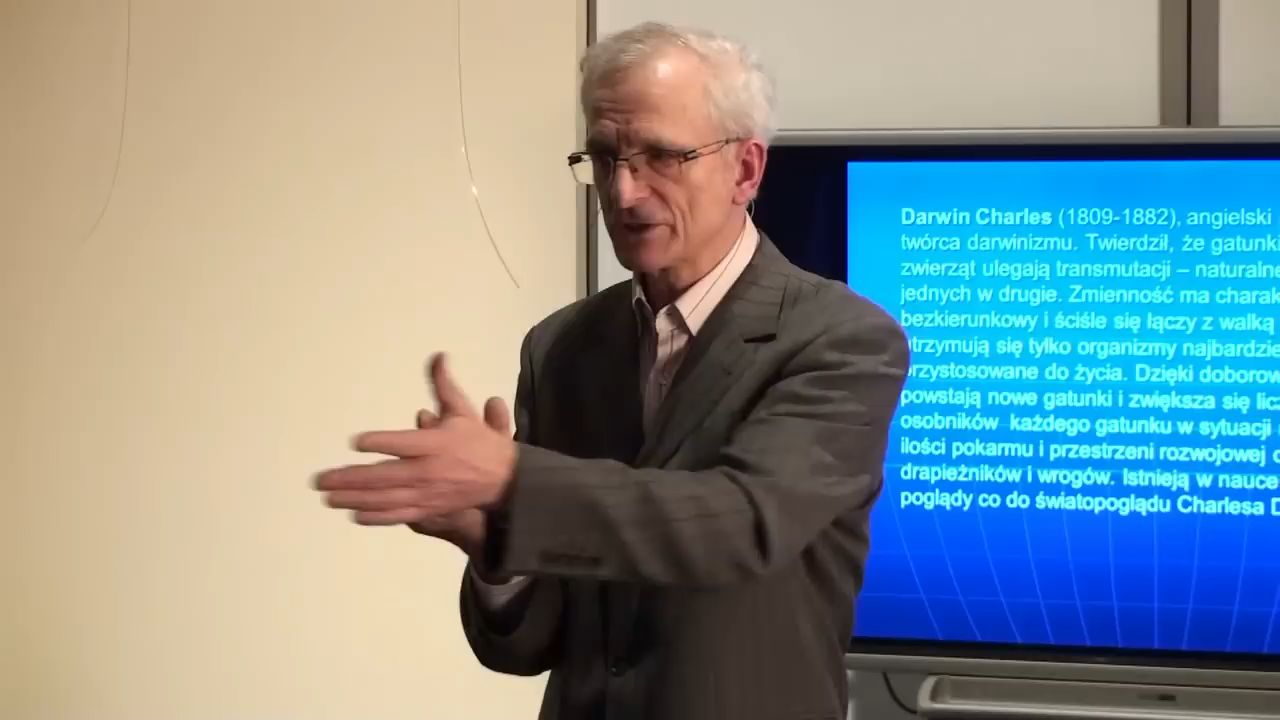 Darwin Charles (1809-1882), angielski
twórca darwinizmu. Twierdził, że gatunki
zwierząt ulegają transmutacji – naturalne
jednych w drugie. Zmienność ma charak
bezkierunkowy i ściśle się łączy z walką
utrzymują się tylko organizmy najbardzie
przystosowane do życia. Dzięki doborow
powstają nowe gatunki i zwiększa się licz
osobników każdego gatunku w sytuacji
ilości pokarmu i przestrzeni rozwojowej
drapieżników i wrogów. Istnieją w nauce
poglądy co do światopoglądu Charlesa D